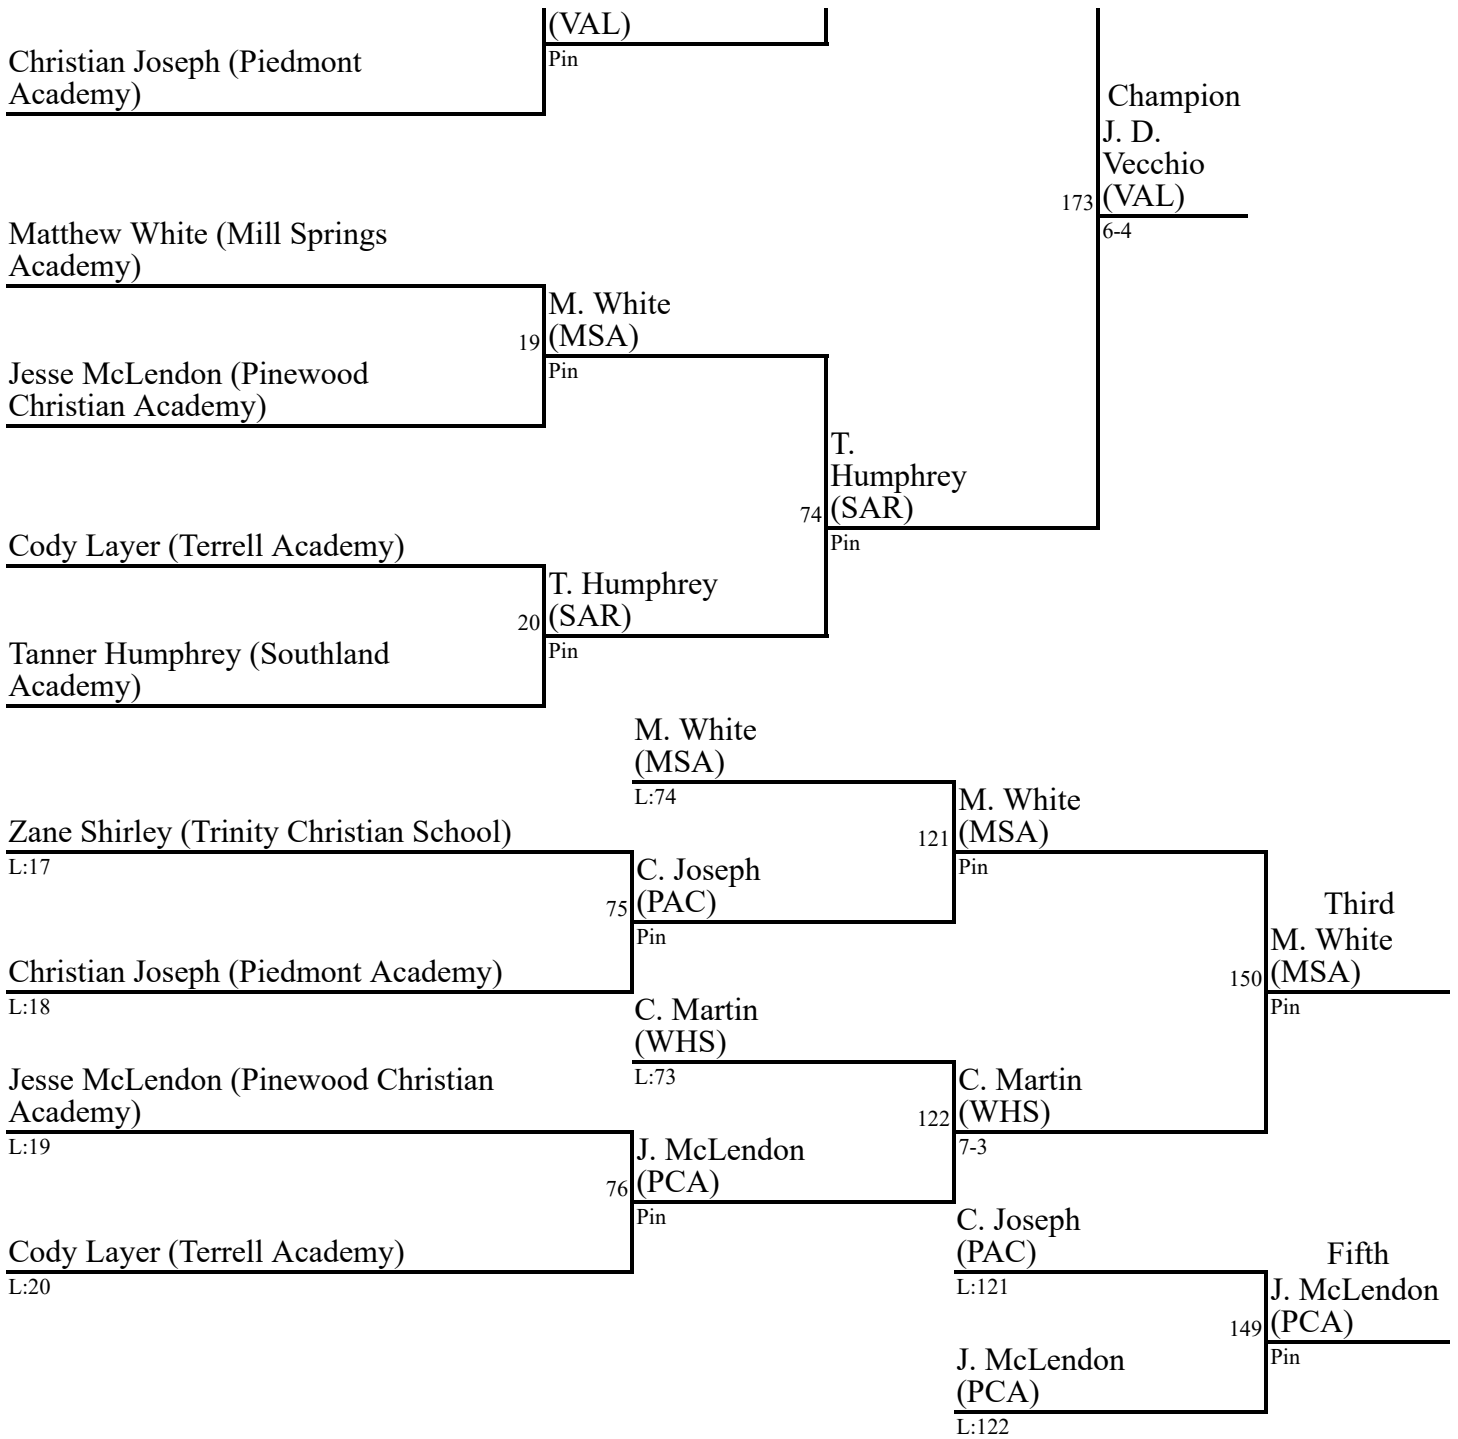 (VAL)
Pin
Christian Joseph (Piedmont
Academy)
Champion
J. D.
Vecchio
(VAL)
173
6-4
Matthew White (Mill Springs
Academy)
M. White
(MSA)
19
Pin
Jesse McLendon (Pinewood
Christian Academy)
T.
Humphrey
(SAR)
74
Pin
Cody Layer (Terrell Academy)
T. Humphrey
(SAR)
20
Pin
Tanner Humphrey (Southland
Academy)
M. White
(MSA)
L:74
M. White
(MSA)
121
Pin
Zane Shirley (Trinity Christian School)
L:17
C. Joseph
(PAC)
75
Pin
Third
M. White
(MSA)
150
Pin
Christian Joseph (Piedmont Academy)
L:18
C. Martin
(WHS)
L:73
C. Martin
(WHS)
122
7-3
Jesse McLendon (Pinewood Christian
Academy)
L:19
J. McLendon
(PCA)
76
Pin
Cody Layer (Terrell Academy)
L:20
C. Joseph
(PAC)
L:121
Fifth
J. McLendon
(PCA)
149
Pin
J. McLendon
(PCA)
L:122